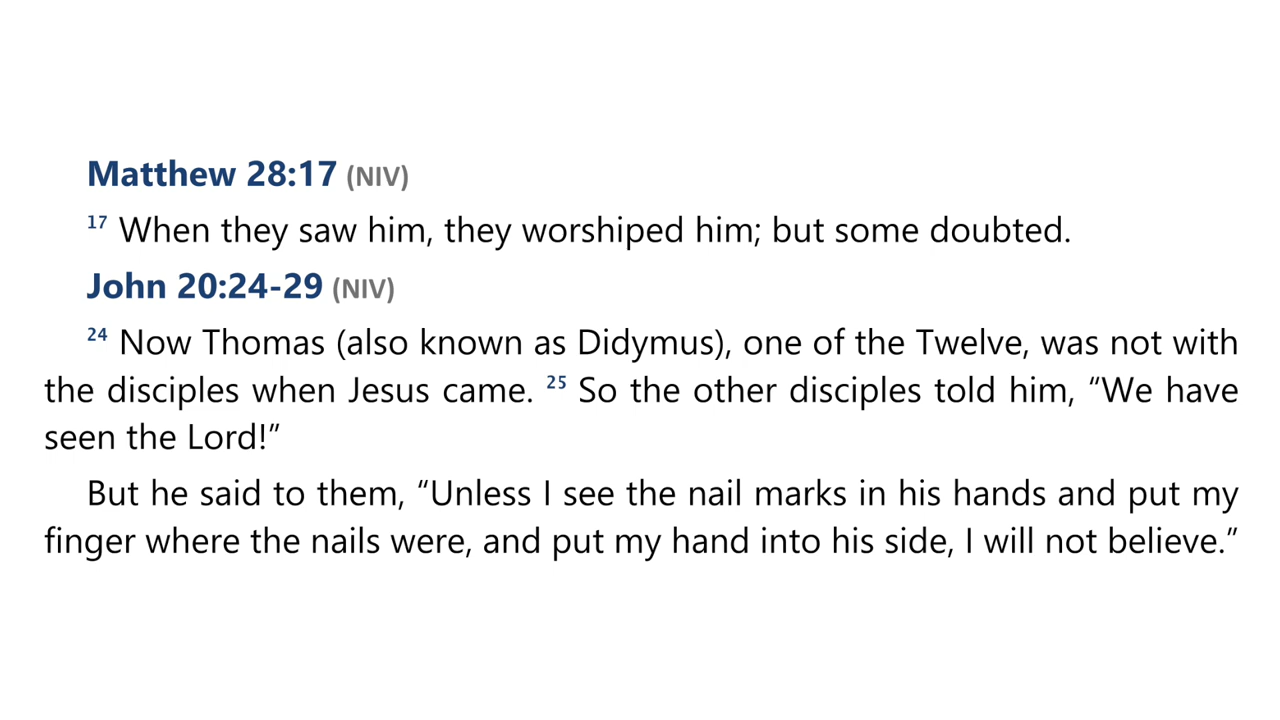 Matthew 28:17 (NIV)
17 When they saw him, they worshiped him; but some doubted.
John 20:24-29 (NIV)
24 Now Thomas (also known as Didymus), one of the Twelve, was not with
the disciples when Jesus came. 25 So the other disciples told him, “We have
seen the Lord!”
But he said to them, “Unless I see the nail marks in his hands and put my
finger where the nails were, and put my hand into his side, I will not believe.”